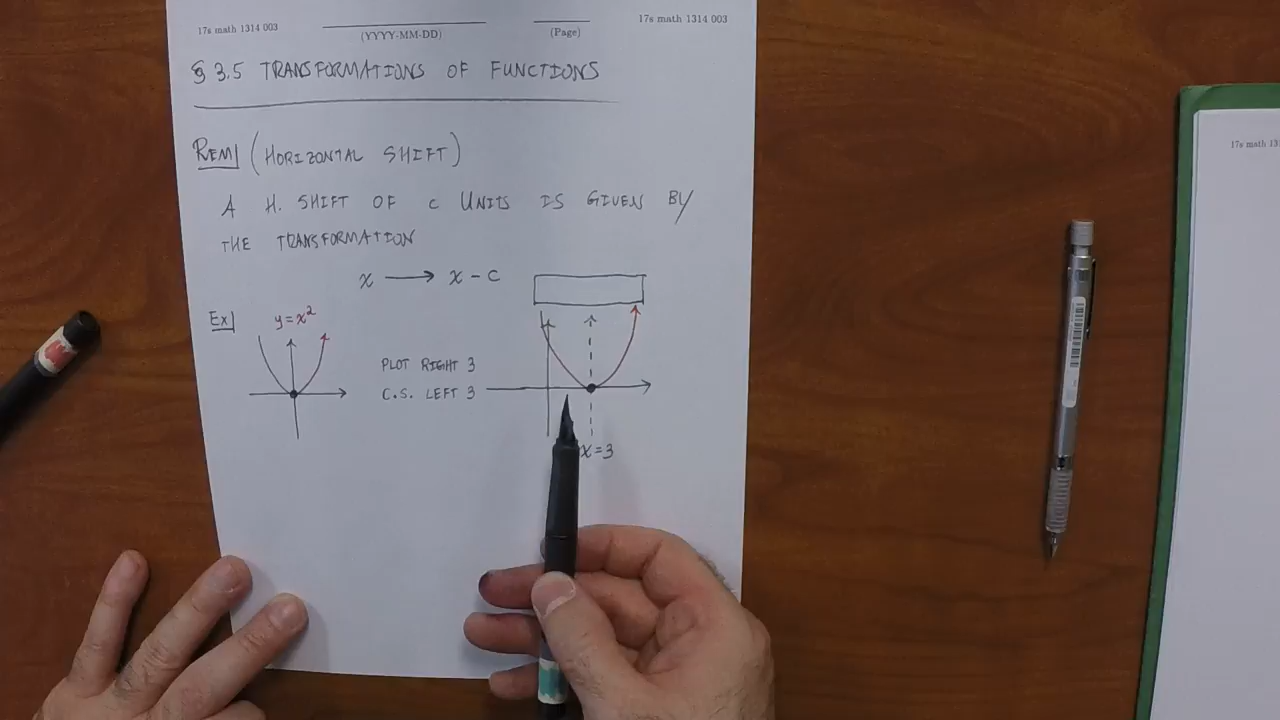 17s math 1314 003
(YYYY-MM-DD)
(Page)
17s math 1314 003
§ 3.5 TRANSFORMATIONS OF FUNCTIONS
REM (HORIZONTAL SHIFT)
A H. SHIFT OF C UNITS IS GIVEN BY
THE TRANSFORMATION
x → x - c
Ex
y = x²
PLOT RIGHT 3
C.S. LEFT 3
x = 3
17s math 13